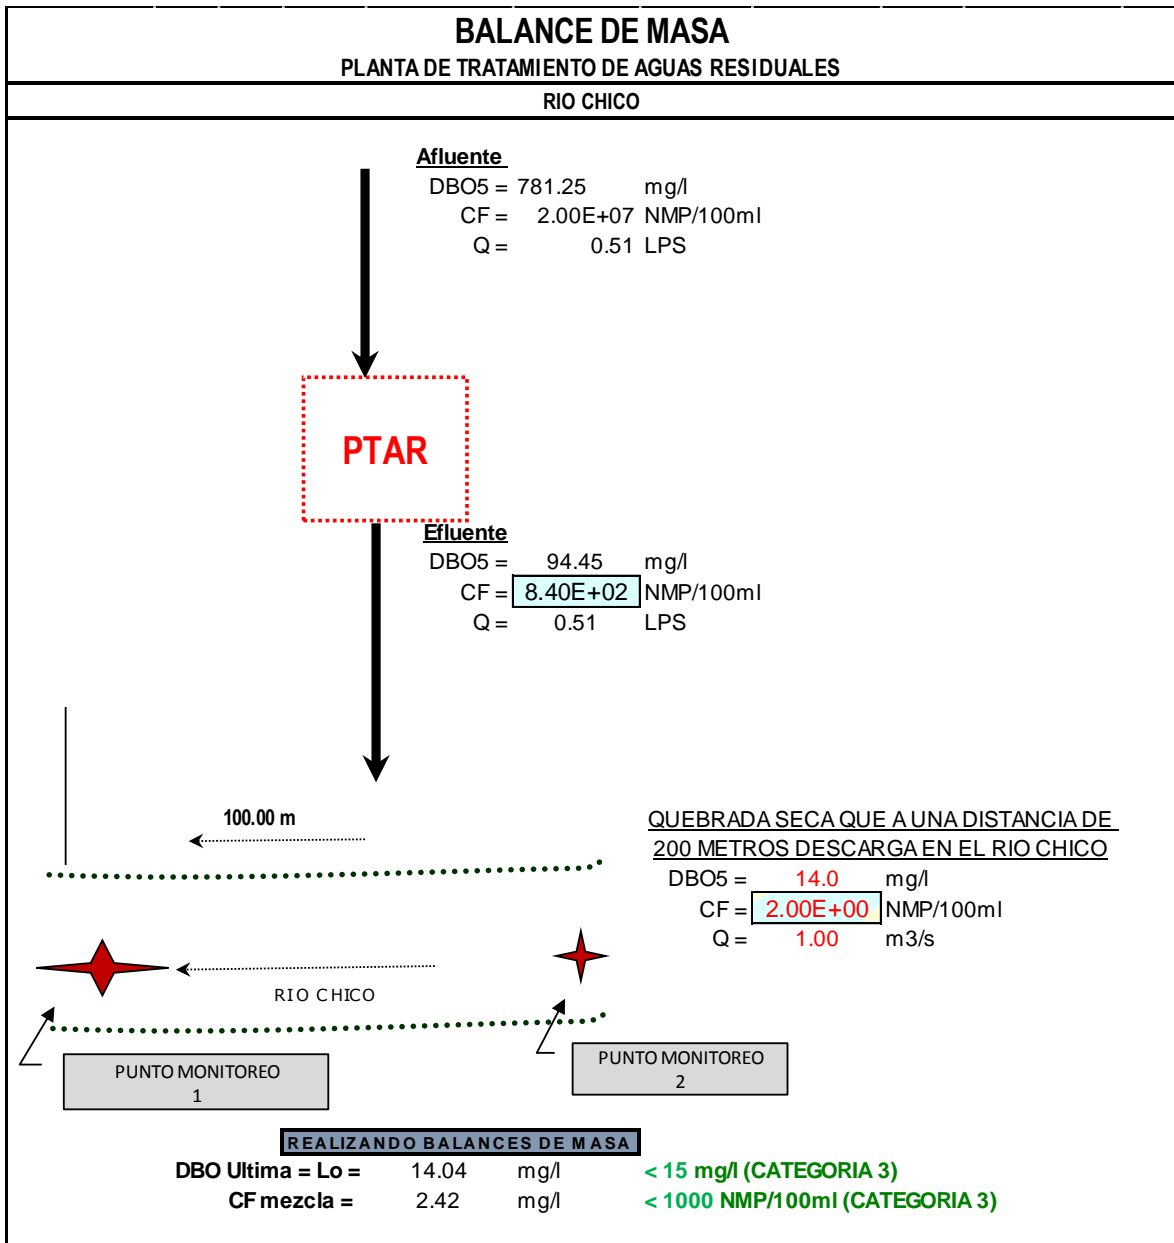 BALANCE DE MASA
PLANTA DE TRATAMIENTO DE AGUAS RESIDUALES
RIO CHICO
Afluente
DBO5 = 781.25 mg/l
CF = 2.00E+07 NMP/100ml
Q = 0.51 LPS
PTAR
Efluente
DBO5 = 94.45 mg/l
CF = 8.40E+02 NMP/100ml
Q = 0.51 LPS
100.00 m
QUEBRADA SECA QUE A UNA DISTANCIA DE
200 METROS DESCARGA EN EL RIO CHICO
DBO5 = 14.0 mg/l
CF = 2.00E+00 NMP/100ml
Q = 1.00 m3/s
RIO CHICO
PUNTO MONITOREO
1
PUNTO MONITOREO
2
REALIZANDO BALANCES DE MASA
DBO Ultima = Lo = 14.04 mg/l < 15 mg/l (CATEGORIA 3)
CF mezcla = 2.42 mg/l < 1000 NMP/100ml (CATEGORIA 3)